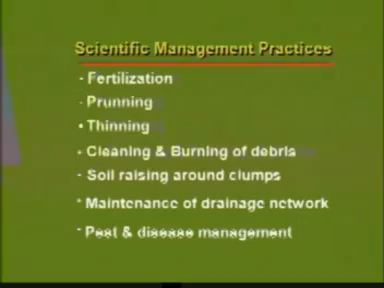 Scientific Management Practices
- Fertilization
- Prunning
• Thinning
- Cleaning & Burning of debris
- Soil raising around clumps
* Maintenance of drainage network
- Pest & disease management